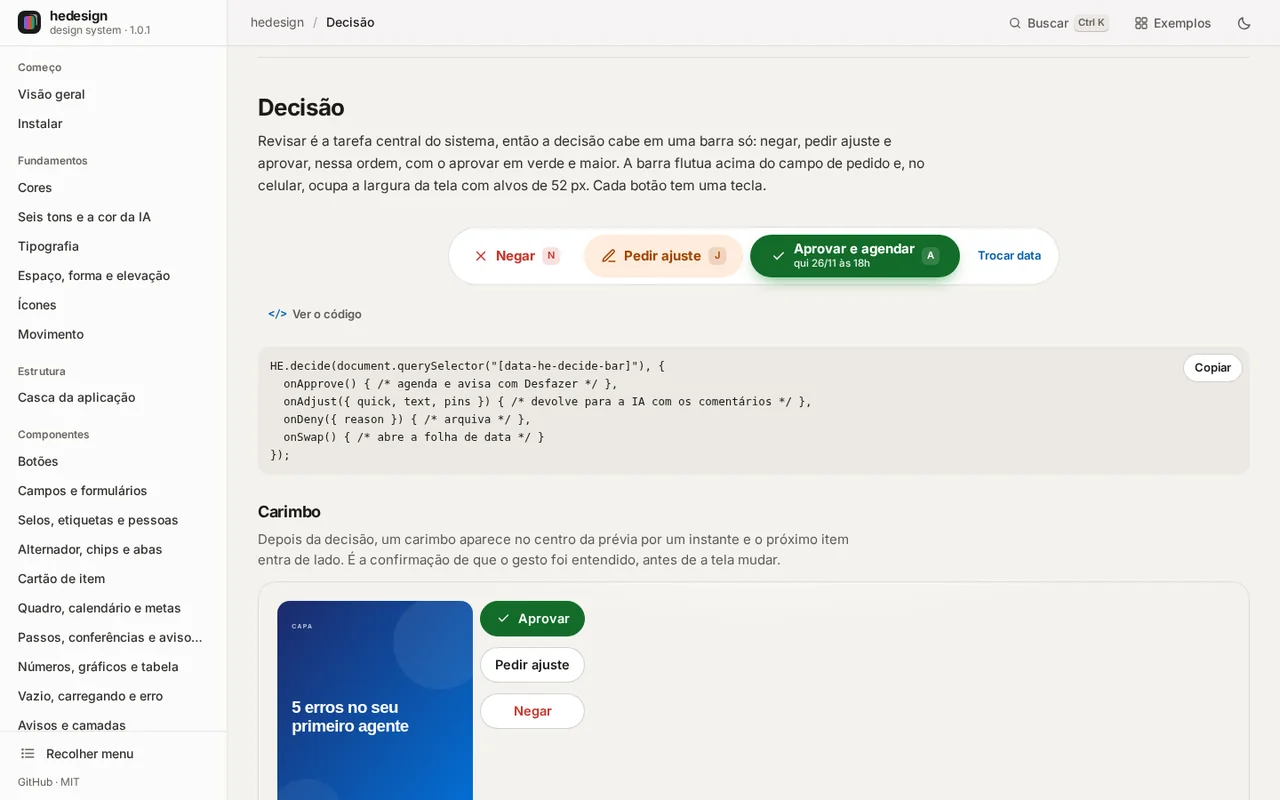 hedesign
design system · 1.0.1
hedesign / Decisão
Buscar Ctrl K
Exemplos
Começo
Visão geral
Instalar
Fundamentos
Cores
Seis tons e a cor da IA
Tipografia
Espaço, forma e elevação
Ícones
Movimento
Estrutura
Casca da aplicação
Componentes
Botões
Campos e formulários
Selos, etiquetas e pessoas
Alternador, chips e abas
Cartão de item
Quadro, calendário e metas
Passos, conferências e aviso...
Números, gráficos e tabela
Vazio, carregando e erro
Avisos e camadas
Recolher menu
GitHub · MIT
Decisão
Revisar é a tarefa central do sistema, então a decisão cabe em uma barra só: negar, pedir ajuste e
aprovar, nessa ordem, com o aprovar em verde e maior. A barra flutua acima do campo de pedido e, no
celular, ocupa a largura da tela com alvos de 52 px. Cada botão tem uma tecla.
Negar N
Pedir ajuste J
Aprovar e agendar A
qui 26/11 às 18h
Trocar data
</> Ver o código
Copiar
HE.decide(document.querySelector("[data-he-decide-bar]"), {
  onApprove() { /* agenda e avisa com Desfazer */ },
  onAdjust({ quick, text, pins }) { /* devolve para a IA com os comentários */ },
  onDeny({ reason }) { /* arquiva */ },
  onSwap() { /* abre a folha de data */ }
});
Carimbo
Depois da decisão, um carimbo aparece no centro da prévia por um instante e o próximo item
entra de lado. É a confirmação de que o gesto foi entendido, antes de a tela mudar.
CAPA
5 erros no seu
primeiro agente
Aprovar
Pedir ajuste
Negar